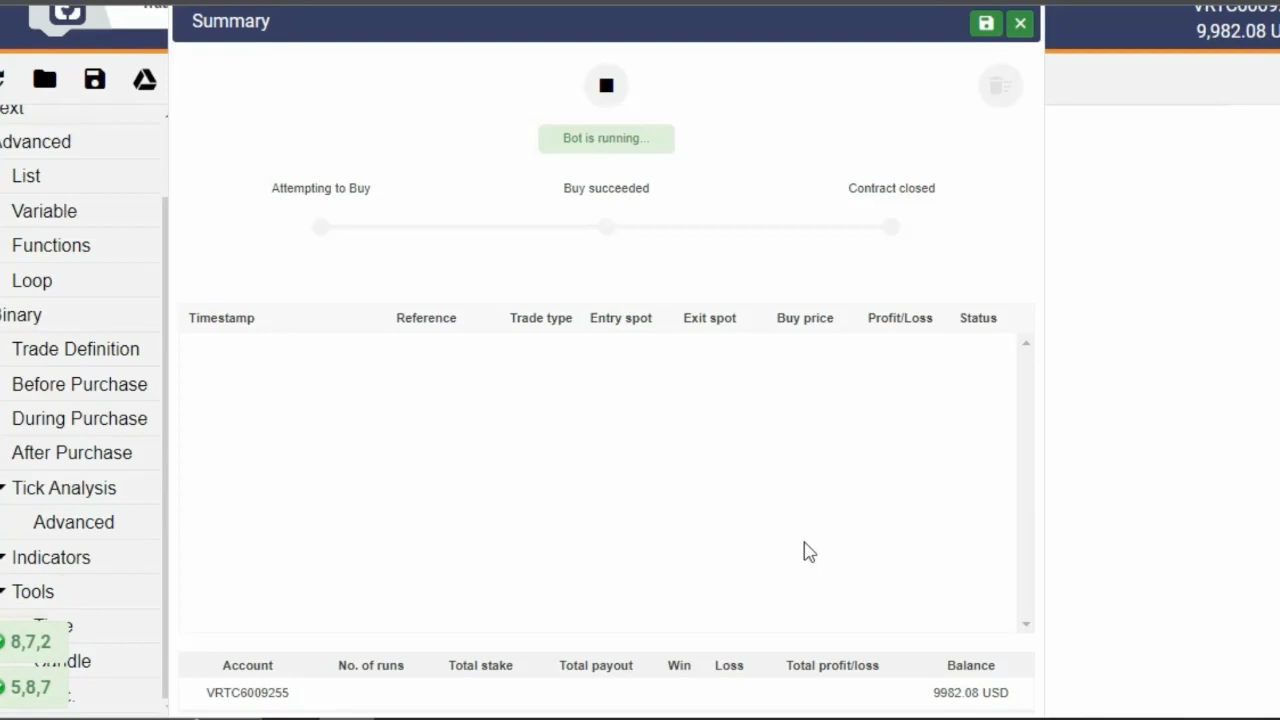 Summary
9,982.08 U
Advanced
List
Variable
Functions
Loop
Binary
Trade Definition
Before Purchase
During Purchase
After Purchase
Tick Analysis
Advanced
Indicators
Tools
8,7,2
5,8,7
Bot is running...
Attempting to Buy Buy succeeded Contract closed
Timestamp Reference Trade type Entry spot Exit spot Buy price Profit/Loss Status
Account No. of runs Total stake Total payout Win Loss Total profit/loss Balance
VRTC6009255 9982.08 USD